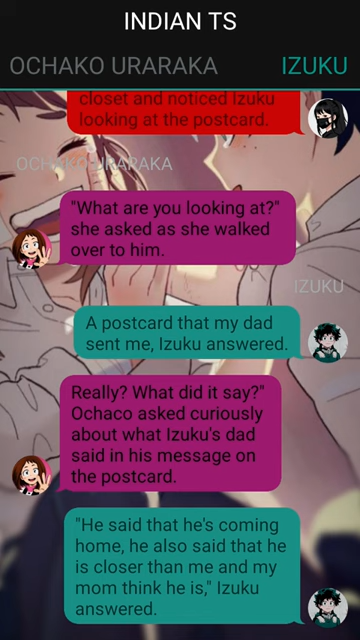 INDIAN TS
OCHAKO URARAKA
IZUKU
closet and noticed Izuku
looking at the postcard.
OCHAKO URARAKA
"What are you looking at?"
she asked as she walked
over to him.
IZUKU
A postcard that my dad
sent me, Izuku answered.
Really? What did it say?"
Ochaco asked curiously
about what Izuku's dad
said in his message on
the postcard.
"He said that he's coming
home, he also said that he
is closer than me and my
mom think he is," Izuku
answered.